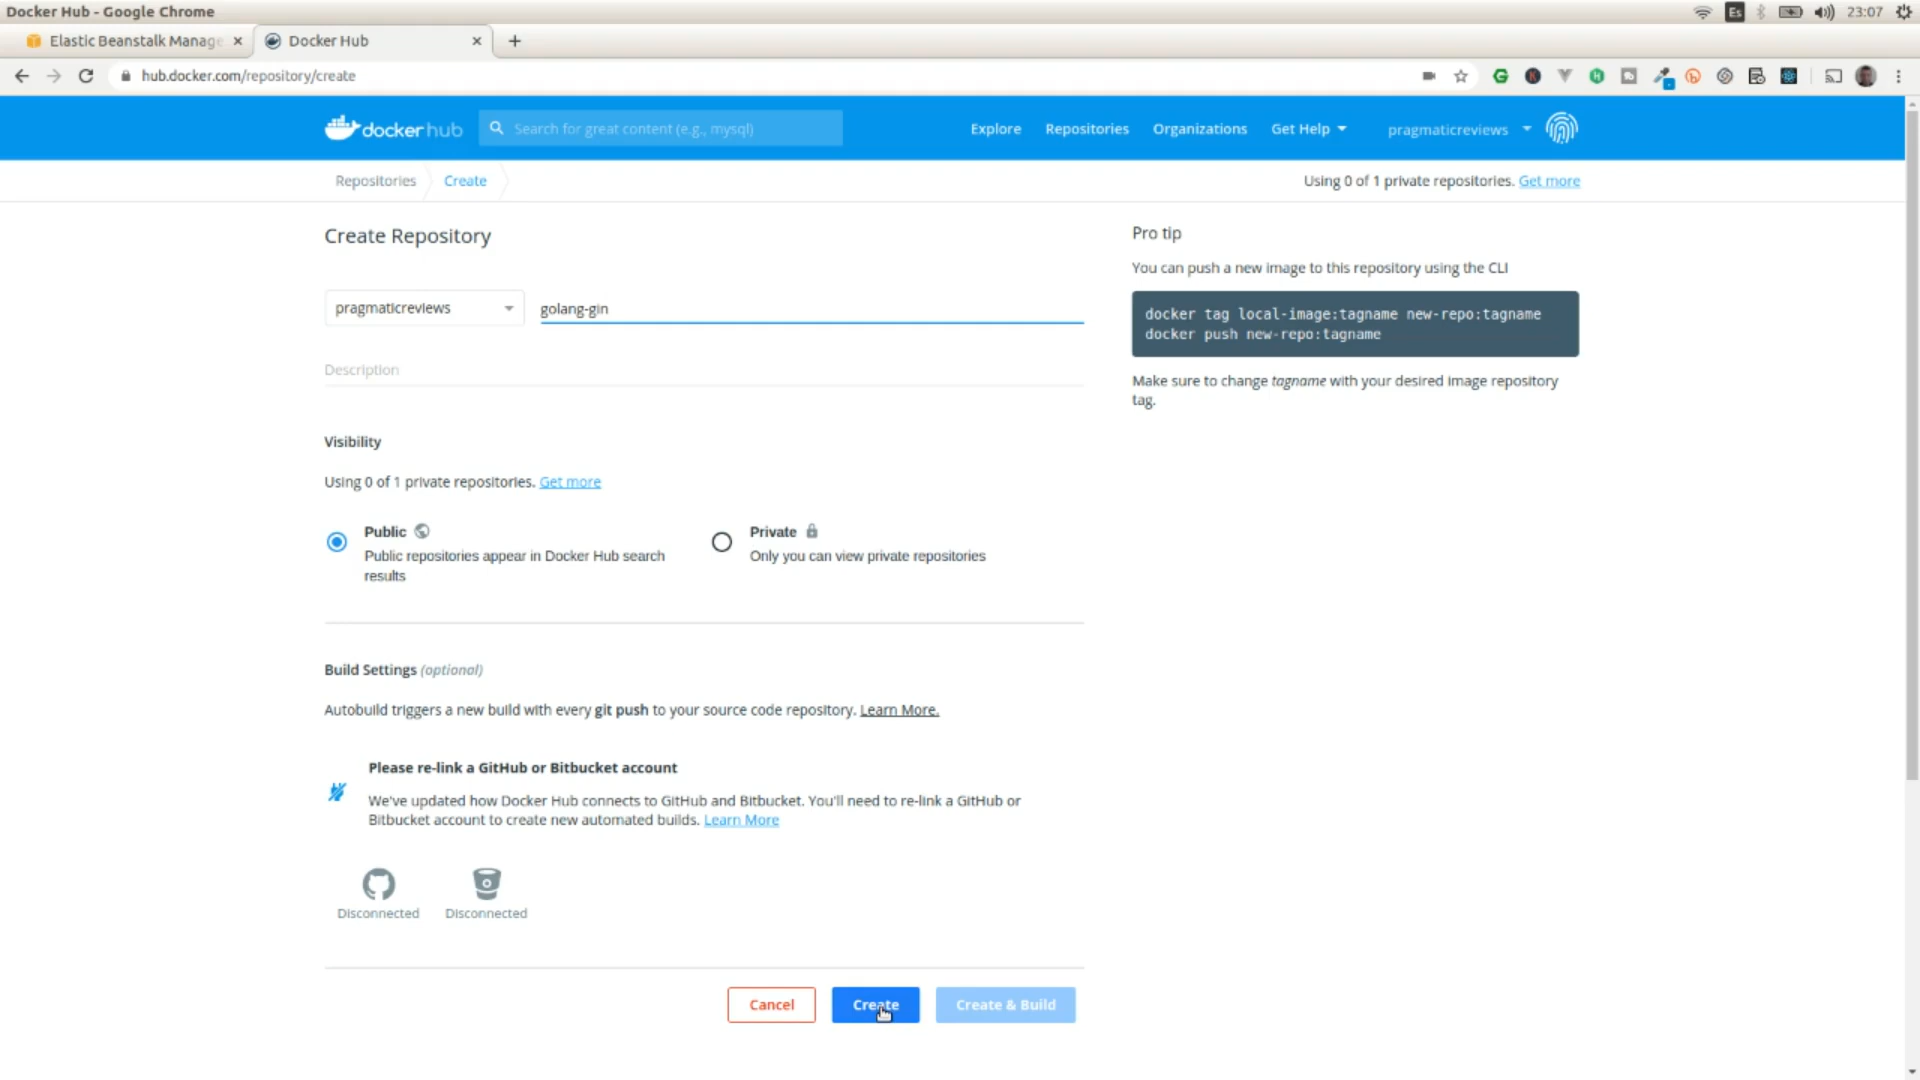 Docker Hub - Google Chrome
Es
23:07
Elastic Beanstalk Manage
Docker Hub
hub.docker.com/repository/create
docker hub
Search for great content (e.g., mysql)
Explore
Repositories
Organizations
Get Help
pragmaticreviews
Repositories
Create
Using 0 of 1 private repositories. Get more
Create Repository
pragmaticreviews
golang-gin
Description
Visibility
Using 0 of 1 private repositories. Get more
Public
Public repositories appear in Docker Hub search
results
Private
Only you can view private repositories
Build Settings (optional)
Autobuild triggers a new build with every git push to your source code repository. Learn More.
Please re-link a GitHub or Bitbucket account
We've updated how Docker Hub connects to GitHub and Bitbucket. You'll need to re-link a GitHub or
Bitbucket account to create new automated builds. Learn More
Disconnected
Disconnected
Cancel
Create
Create & Build
Pro tip
You can push a new image to this repository using the CLI
docker tag local-image:tagname new-repo:tagname
docker push new-repo:tagname
Make sure to change tagname with your desired image repository
tag.